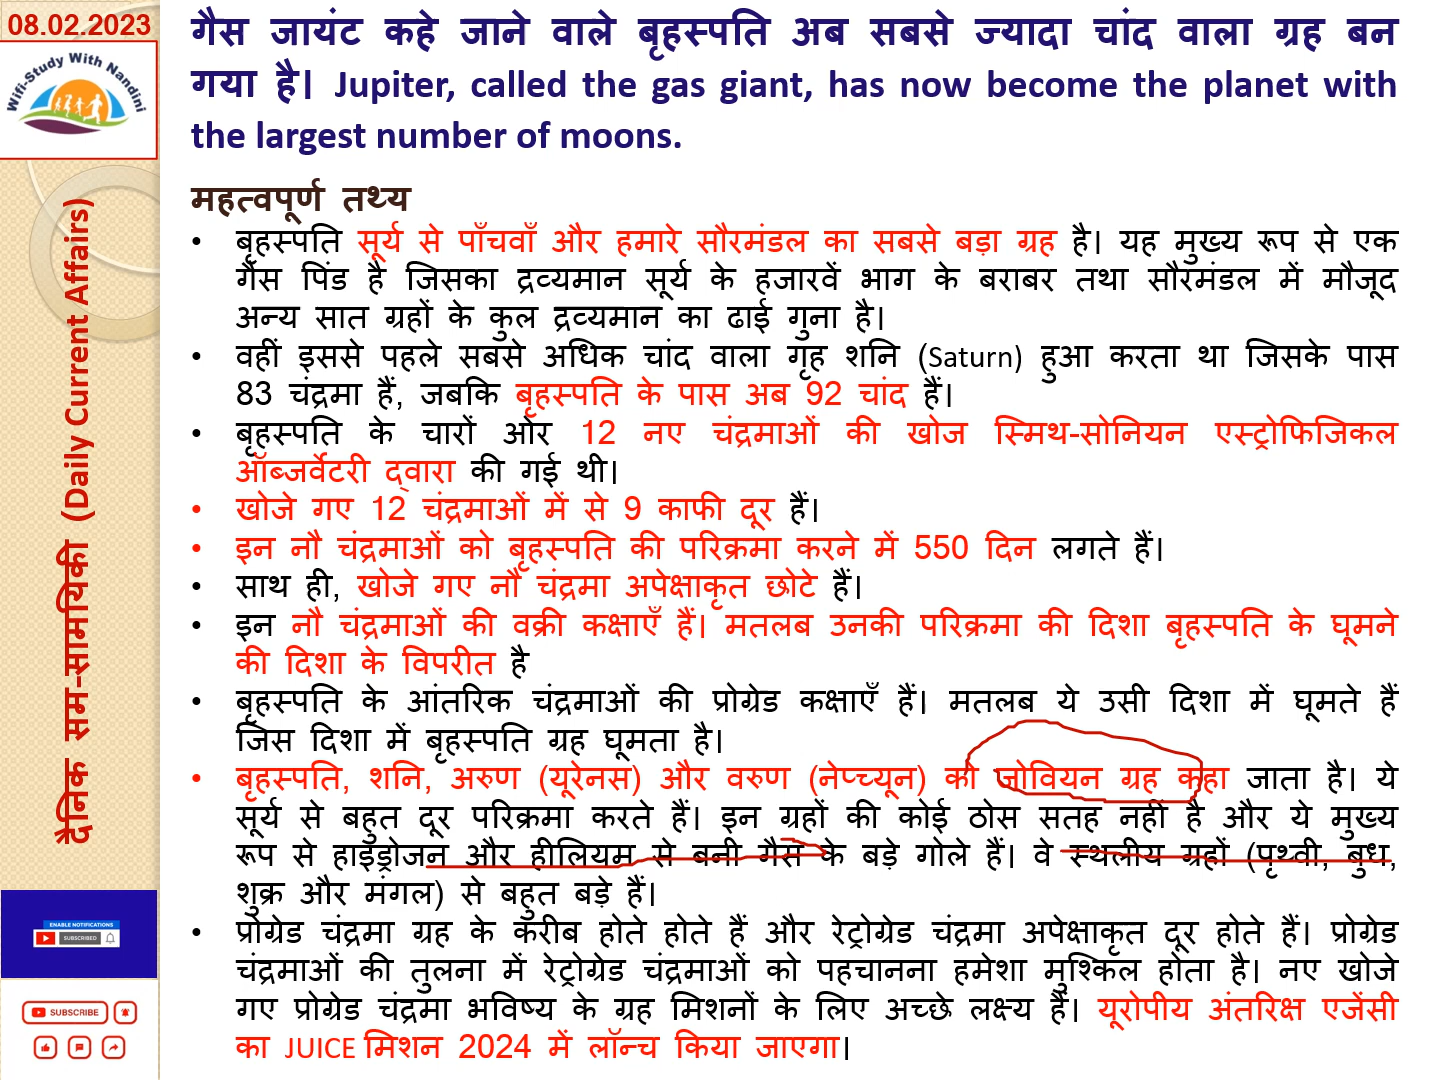 08.02.2023
Wifi-Study With Nandini
दैनिक सम-सामयिकी (Daily Current Affairs)
ENABLE NOTIFICATIONS
SUBSCRIBED
SUBSCRIBE
गैस जायंट कहे जाने वाले बृहस्पति अब सबसे ज्यादा चांद वाला ग्रह बन
गया है। Jupiter, called the gas giant, has now become the planet with
the largest number of moons.
महत्वपूर्ण तथ्य
• बृहस्पति सूर्य से पाँचवाँ और हमारे सौरमंडल का सबसे बड़ा ग्रह है। यह मुख्य रूप से एक
गैस पिंड है जिसका द्रव्यमान सूर्य के हजारवें भाग के बराबर तथा सौरमंडल में मौजूद
अन्य सात ग्रहों के कुल द्रव्यमान का ढाई गुना है।
• वहीं इससे पहले सबसे अधिक चांद वाला गृह शनि (Saturn) हुआ करता था जिसके पास
83 चंद्रमा हैं, जबकि बृहस्पति के पास अब 92 चांद हैं।
• बृहस्पति के चारों ओर 12 नए चंद्रमाओं की खोज स्मिथ-सोनियन एस्ट्रोफिजिकल
ऑब्जर्वेटरी द्वारा की गई थी।
• खोजे गए 12 चंद्रमाओं में से 9 काफी दूर हैं।
• इन नौ चंद्रमाओं को बृहस्पति की परिक्रमा करने में 550 दिन लगते हैं।
• साथ ही, खोजे गए नौ चंद्रमा अपेक्षाकृत छोटे हैं।
• इन नौ चंद्रमाओं की वक्री कक्षाएँ हैं। मतलब उनकी परिक्रमा की दिशा बृहस्पति के घूमने
की दिशा के विपरीत है
• बृहस्पति के आंतरिक चंद्रमाओं की प्रोग्रेड कक्षाएँ हैं। मतलब ये उसी दिशा में घूमते हैं
जिस दिशा में बृहस्पति ग्रह घूमता है।
• बृहस्पति, शनि, अरुण (यूरेनस) और वरुण (नेप्च्यून) को जोवियन ग्रह कहा जाता है। ये
सूर्य से बहुत दूर परिक्रमा करते हैं। इन ग्रहों की कोई ठोस सतह नहीं है और ये मुख्य
रूप से हाइड्रोजन और हीलियम से बनी गैस के बड़े गोले हैं। वे स्थलीय ग्रहों (पृथ्वी, बुध,
शुक्र और मंगल) से बहुत बड़े हैं।
• प्रोग्रेड चंद्रमा ग्रह के करीब होते होते हैं और रेट्रोग्रेड चंद्रमा अपेक्षाकृत दूर होते हैं। प्रोग्रेड
चंद्रमाओं की तुलना में रेट्रोग्रेड चंद्रमाओं को पहचानना हमेशा मुश्किल होता है। नए खोजे
गए प्रोग्रेड चंद्रमा भविष्य के ग्रह मिशनों के लिए अच्छे लक्ष्य हैं। यूरोपीय अंतरिक्ष एजेंसी
का JUICE मिशन 2024 में लॉन्च किया जाएगा।